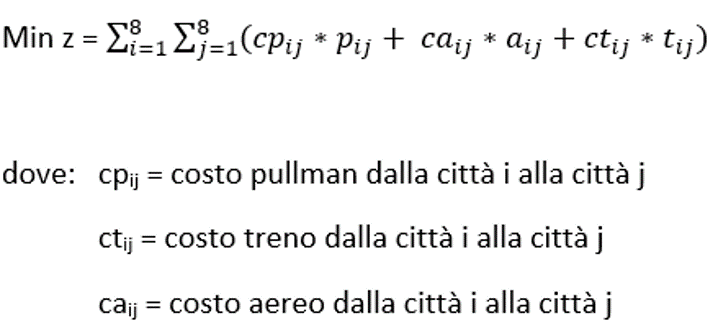 Min z = ∑⁸ᵢ₌₁ ∑⁸ⱼ₌₁(cpᵢⱼ * pᵢⱼ + caᵢⱼ * aᵢⱼ + ctᵢⱼ * tᵢⱼ)
dove: cpᵢⱼ = costo pullman dalla città i alla città j
ctᵢⱼ = costo treno dalla città i alla città j
caᵢⱼ = costo aereo dalla città i alla città j